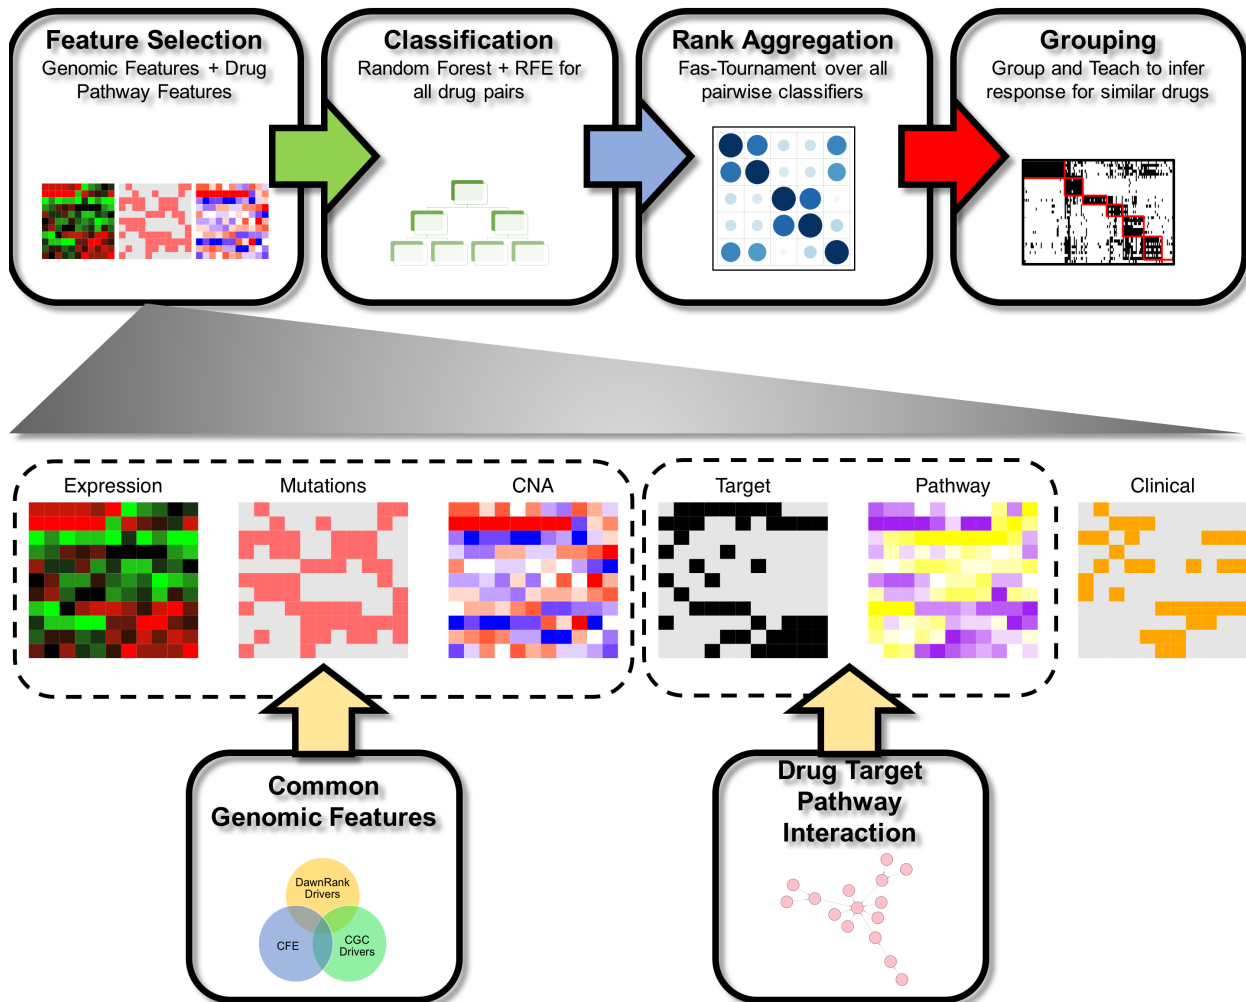 Feature Selection
Genomic Features + Drug
Pathway Features
Classification
Random Forest + RFE for
all drug pairs
Rank Aggregation
Fas-Tournament over all
pairwise classifiers
Grouping
Group and Teach to infer
response for similar drugs
Expression
Mutations
CNA
Target
Pathway
Clinical
Common
Genomic Features
DawnRank
Drivers
CFE
CGC
Drivers
Drug Target
Pathway
Interaction